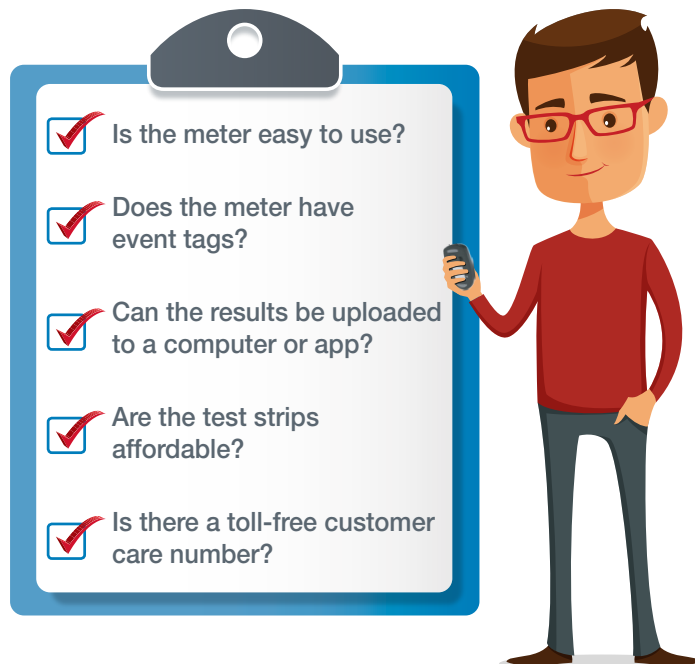 Is the meter easy to use?
Does the meter have
event tags?
Can the results be uploaded
to a computer or app?
Are the test strips
affordable?
Is there a toll-free customer
care number?